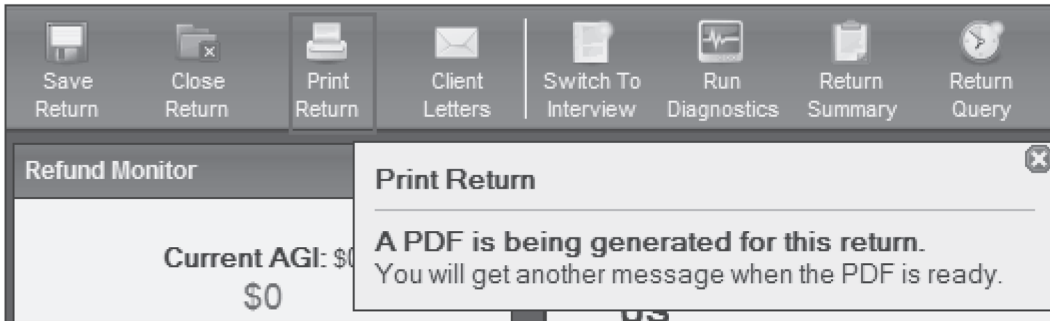 Save Return
Close Return
Print Return
Client Letters
Switch To Interview
Run Diagnostics
Return Summary
Return Query
Refund Monitor
Current AGI: $0
$0
Print Return
A PDF is being generated for this return.
You will get another message when the PDF is ready.